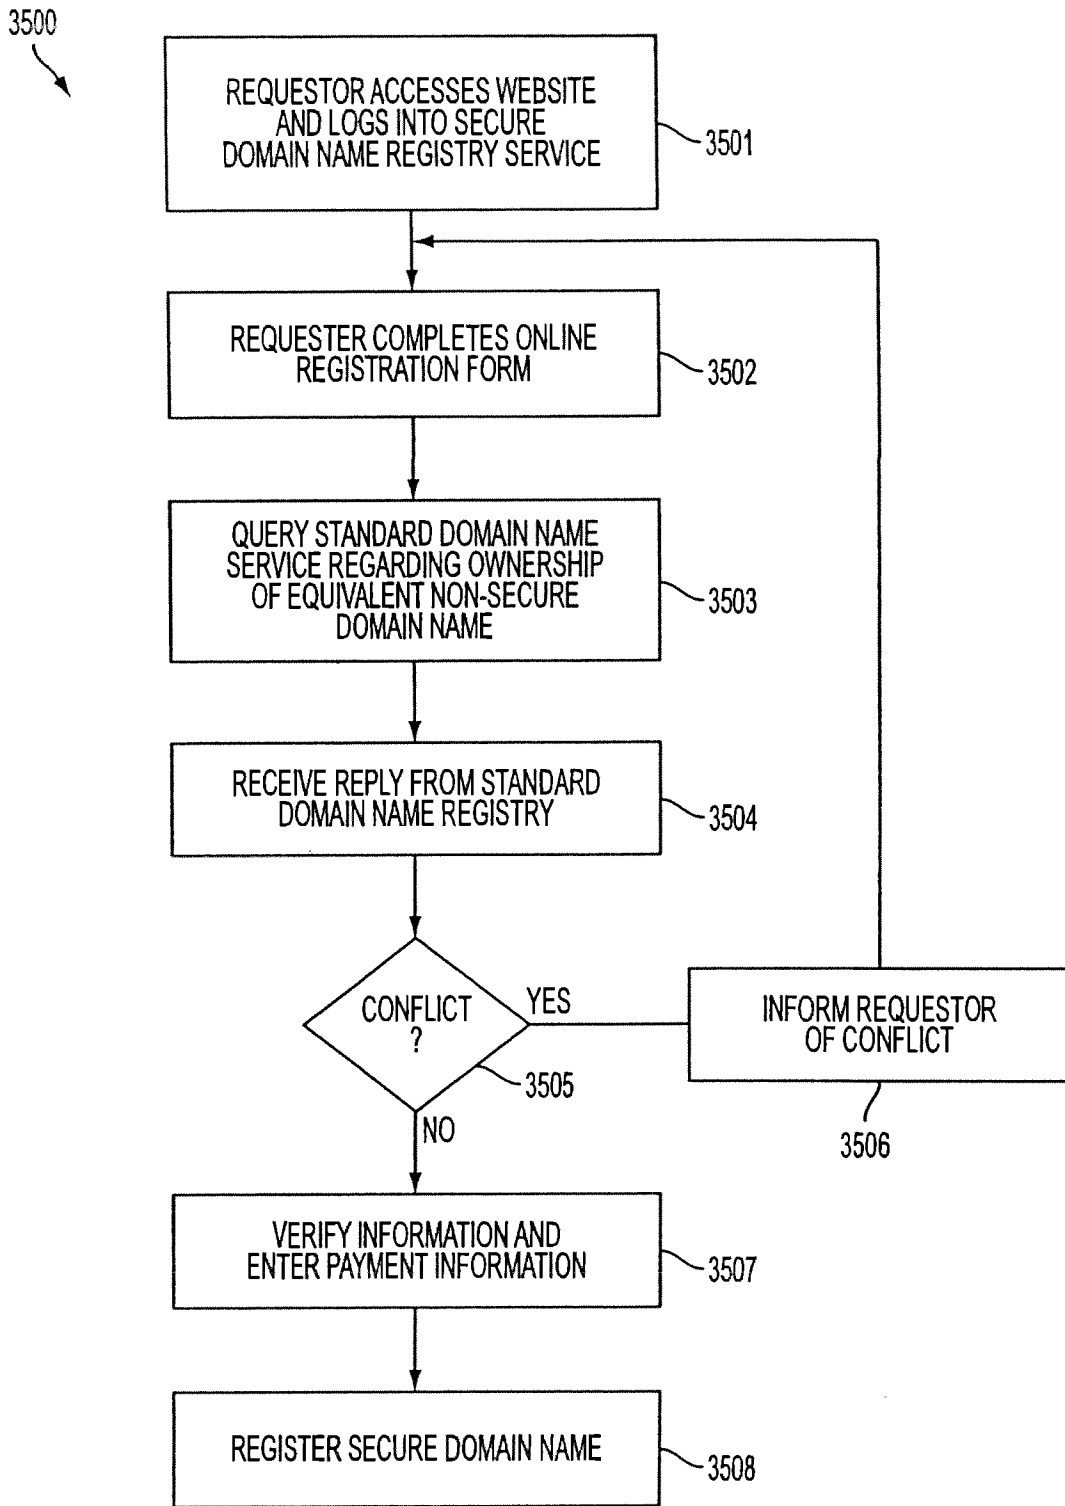 3500
REQUESTOR ACCESSES WEBSITE
AND LOGS INTO SECURE
DOMAIN NAME REGISTRY SERVICE
3501
REQUESTER COMPLETES ONLINE
REGISTRATION FORM
3502
QUERY STANDARD DOMAIN NAME
SERVICE REGARDING OWNERSHIP
OF EQUIVALENT NON-SECURE
DOMAIN NAME
3503
RECEIVE REPLY FROM STANDARD
DOMAIN NAME REGISTRY
3504
CONFLICT
?
YES
3505
INFORM REQUESTOR
OF CONFLICT
3506
NO
VERIFY INFORMATION AND
ENTER PAYMENT INFORMATION
3507
REGISTER SECURE DOMAIN NAME
3508